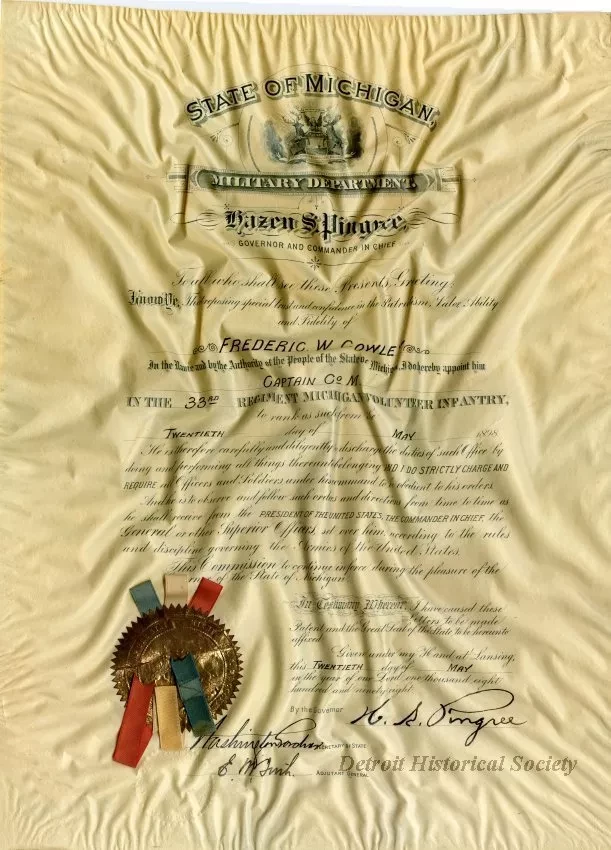 STATE OF MICHIGAN,
MILITARY DEPARTMENT.
Hazen S. Pingree,
GOVERNOR AND COMMANDER IN CHIEF
To all who shall see these Presents, Greeting:
Know Ye, That reposing special trust and confidence in the Patriotism, Valor, Ability
and Fidelity of
FREDERIC W. COWLE
In the Name and by the Authority of the People of the State of Michigan, I do hereby appoint him
CAPTAIN CO M.
IN THE 33RD REGIMENT MICHIGAN VOLUNTEER INFANTRY,
to rank as such from the
TWENTIETH day of MAY 1898
He is therefore carefully and diligently to discharge the duties of such Office by
doing and performing all things thereunto belonging AND I DO STRICTLY CHARGE AND
REQUIRE all Officers and Soldiers under his command to be obedient to his orders.
And he is to observe and follow such orders and directions from time to time as
he shall receive from the PRESIDENT OF THE UNITED STATES, THE COMMANDER IN CHIEF, the
General or other Superior Officers set over him, according to the rules
and discipline governing the Armies of the United States.
This Commission to continue in force during the pleasure of the
of the State of Michigan.
In Testimony Whereof, I have caused these
Letters to be made
Patent and the Great Seal of the State to be hereunto
affixed
Given under my Hand at Lansing,
this TWENTIETH day of MAY
in the year of our Lord one thousand eight
hundred and ninety eight
By the Governor H. S. Pingree
Washington Gardner SECRETARY OF STATE
E. M. Irish ADJUTANT GENERAL
Detroit Historical Society